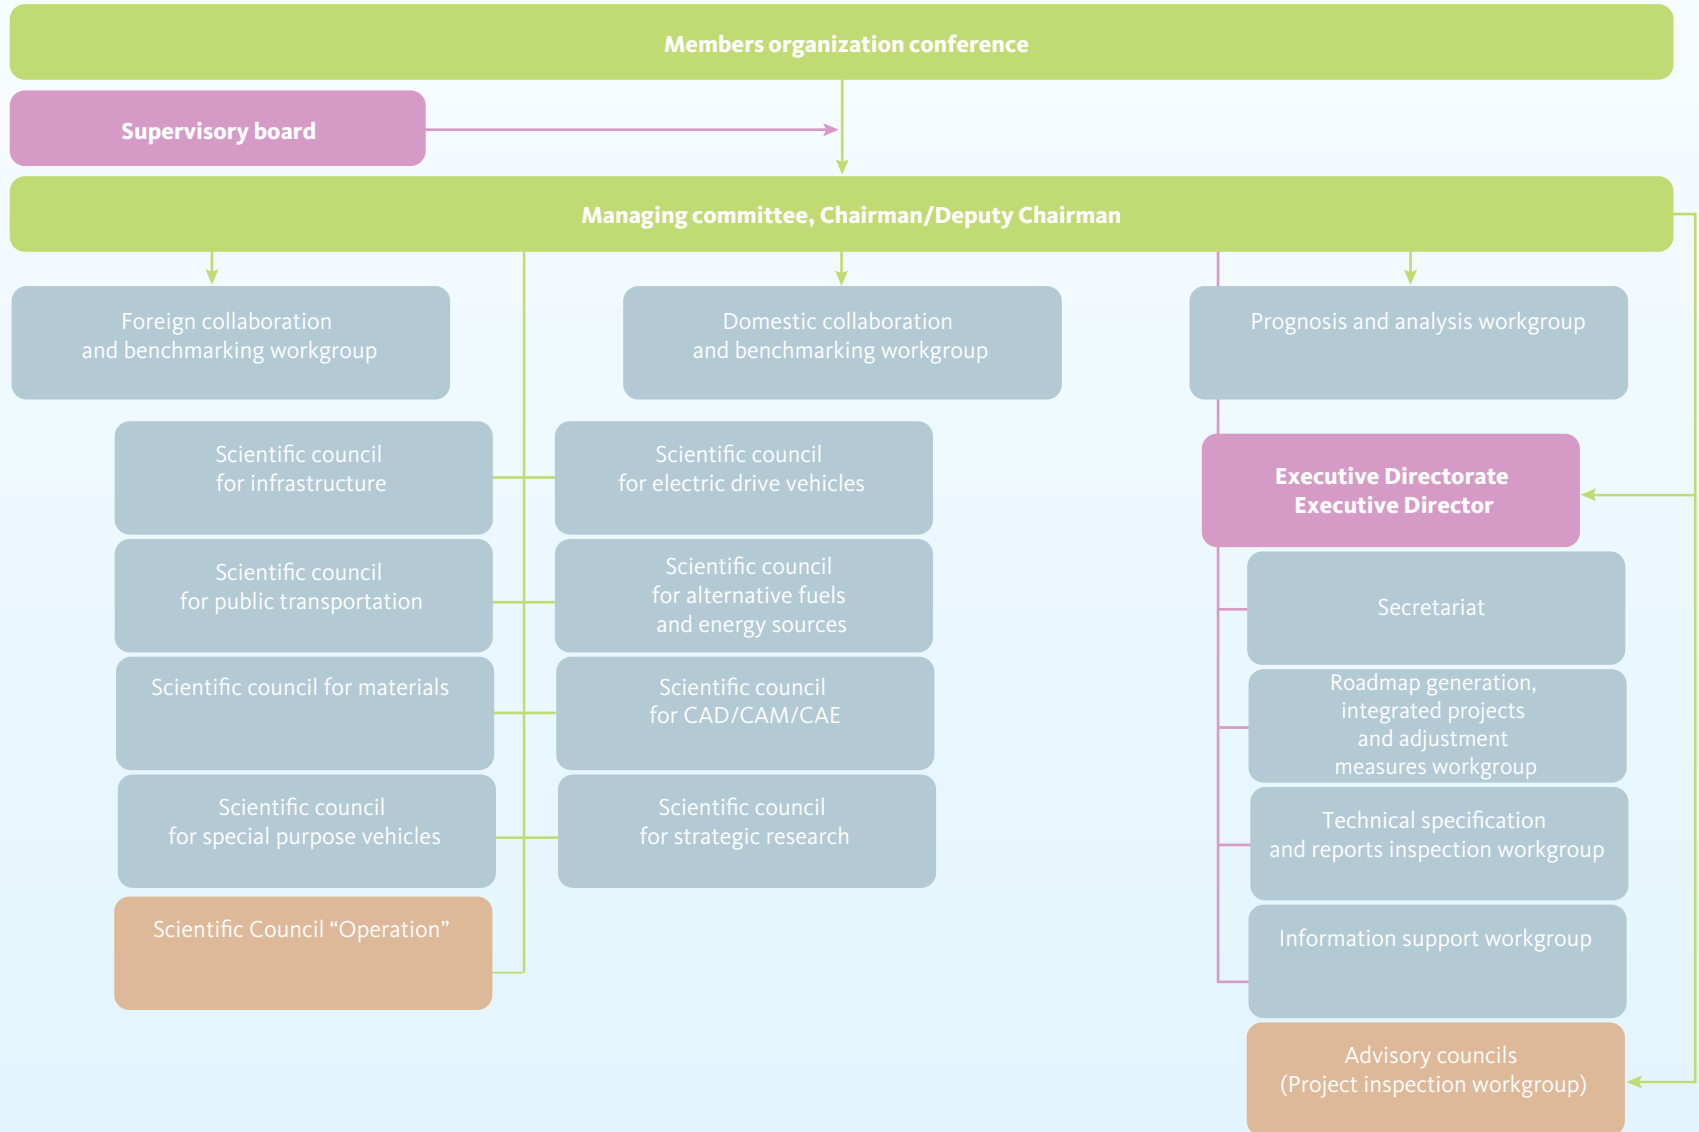 Members organization conference
Supervisory board
Managing committee, Chairman/Deputy Chairman
Foreign collaboration
and benchmarking workgroup
Domestic collaboration
and benchmarking workgroup
Prognosis and analysis workgroup
Scientific council
for infrastructure
Scientific council
for electric drive vehicles
Executive Directorate
Executive Director
Scientific council
for public transportation
Scientific council
for alternative fuels
and energy sources
Secretariat
Scientific council for materials
Scientific council
for CAD/CAM/CAE
Roadmap generation,
integrated projects
and adjustment
measures workgroup
Scientific council
for special purpose vehicles
Scientific council
for strategic research
Technical specification
and reports inspection workgroup
Scientific Council “Operation”
Information support workgroup
Advisory councils
(Project inspection workgroup)